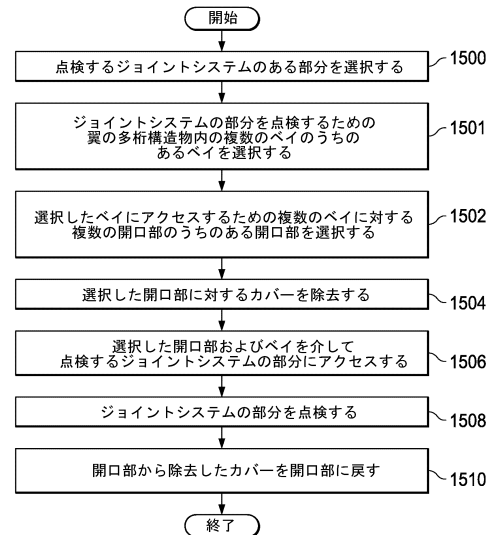 開始
点検するジョイントシステムのある部分を選択する
1500
ジョイントシステムの部分を点検するための
翼の多桁構造物内の複数のベイのうちの
あるベイを選択する
1501
選択したベイにアクセスするための複数のベイに対する
複数の開口部のうちのある開口部を選択する
1502
選択した開口部に対するカバーを除去する
1504
選択した開口部およびベイを介して
点検するジョイントシステムの部分にアクセスする
1506
ジョイントシステムの部分を点検する
1508
開口部から除去したカバーを開口部に戻す
1510
終了